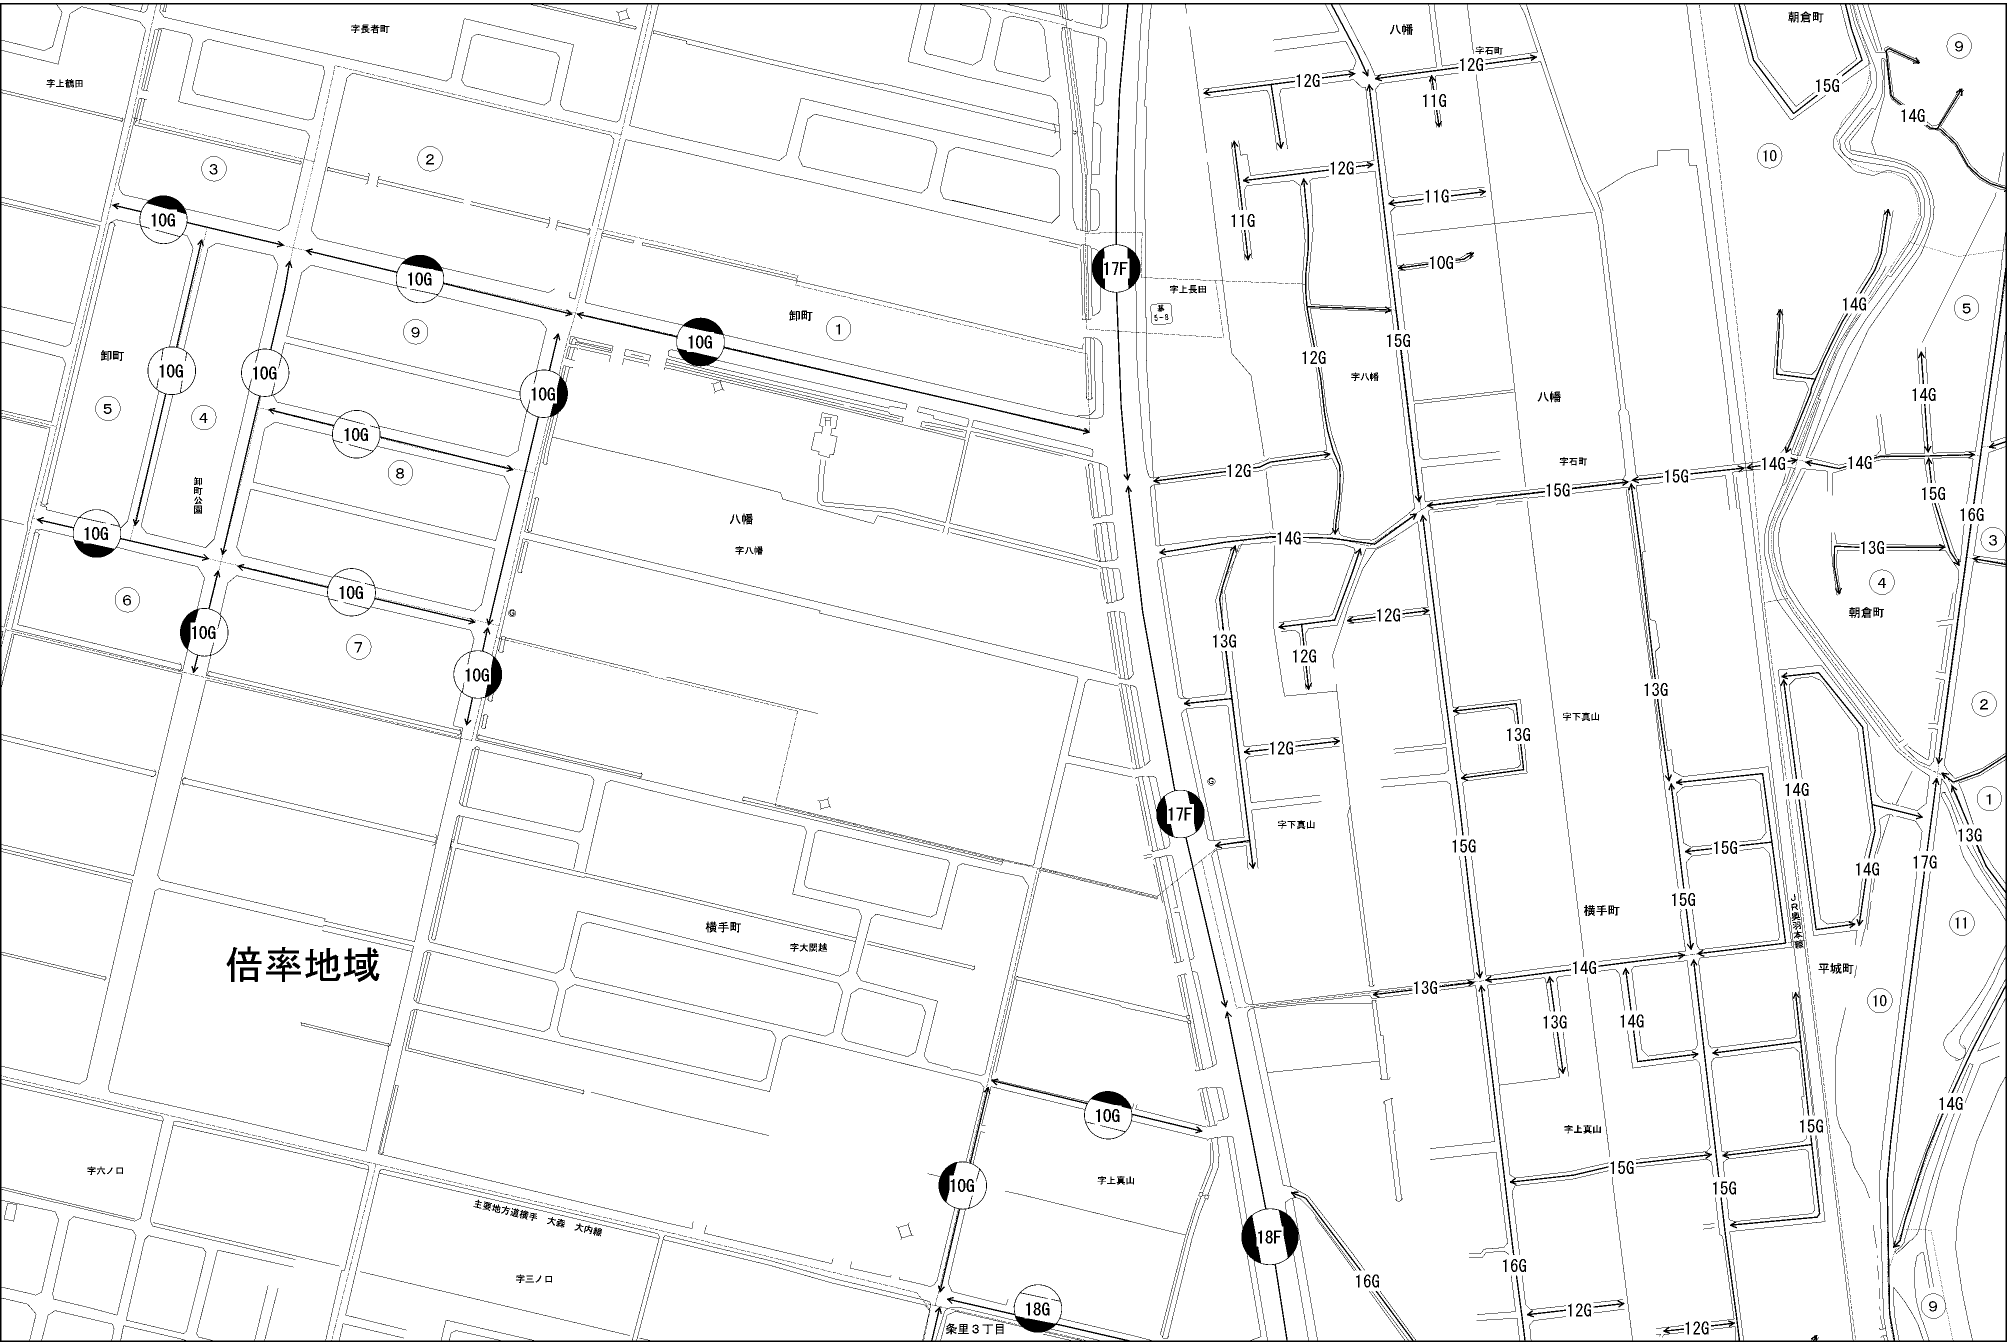 字長者町
八幡
朝倉町
⑨
字石町
12G
12G
字上鶴田
15G
11G
14G
②
⑩
③
12G
11G
10G
11G
10G
17F
10G
字上長田
14G
⑤
墓
5-8
卸町
①
⑨
10G
15G
卸町
12G
10G
10G
字八幡
10G
八幡
14G
⑤
④
10G
⑧
12G
字石町
14G
14G
15G
15G
15G
卸町公園
16G
八幡
10G
14G
③
字八幡
13G
④
10G
⑥
朝倉町
12G
10G
13G
⑦
12G
10G
13G
②
字下真山
13G
12G
14G
①
17F
字下真山
13G
15G
15G
17G
14G
15G
横手町
横手町
⑪
字大関越
倍率地域
平城町
14G
13G
⑩
13G
14G
14G
10G
15G
字上真山
字六ノ口
15G
字上真山
10G
15G
主要地方道横手 大森 大内線
18F
16G
字三ノ口
16G
18G
12G
⑨
条里3丁目
12G